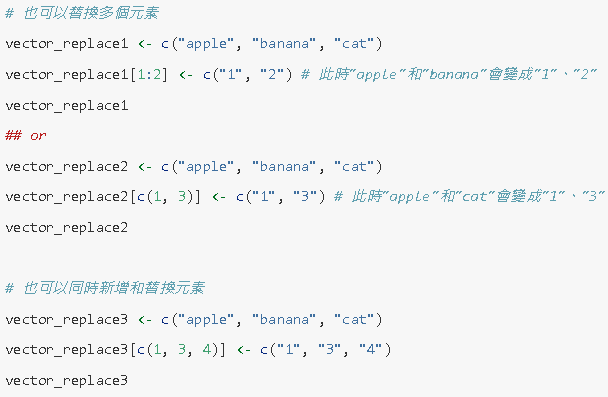 # 也可以替換多個元素
vector_replace1 <- c("apple", "banana", "cat")
vector_replace1[1:2] <- c("1", "2") # 此時"apple"和"banana"會變成"1"、"2"
vector_replace1
## or
vector_replace2 <- c("apple", "banana", "cat")
vector_replace2[c(1, 3)] <- c("1", "3") # 此時"apple"和"cat"會變成"1"、"3"
vector_replace2
# 也可以同時新增和替換元素
vector_replace3 <- c("apple", "banana", "cat")
vector_replace3[c(1, 3, 4)] <- c("1", "3", "4")
vector_replace3